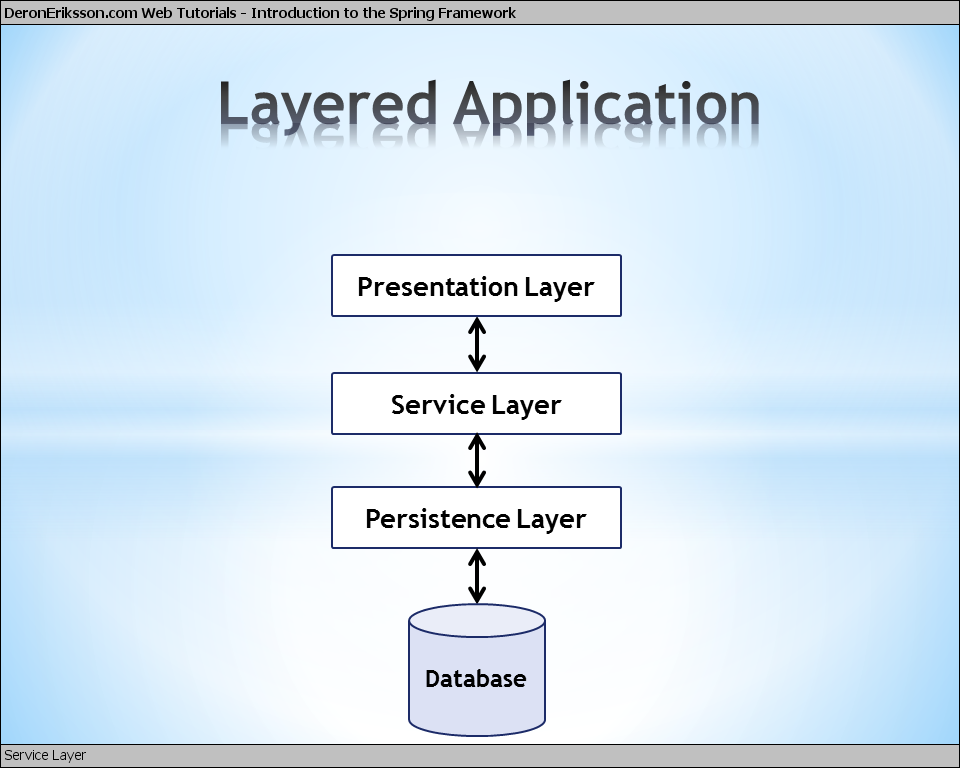 DeronEriksson.com Web Tutorials - Introduction to the Spring Framework
Layered Application
Presentation Layer
Service Layer
Persistence Layer
Database
Service Layer